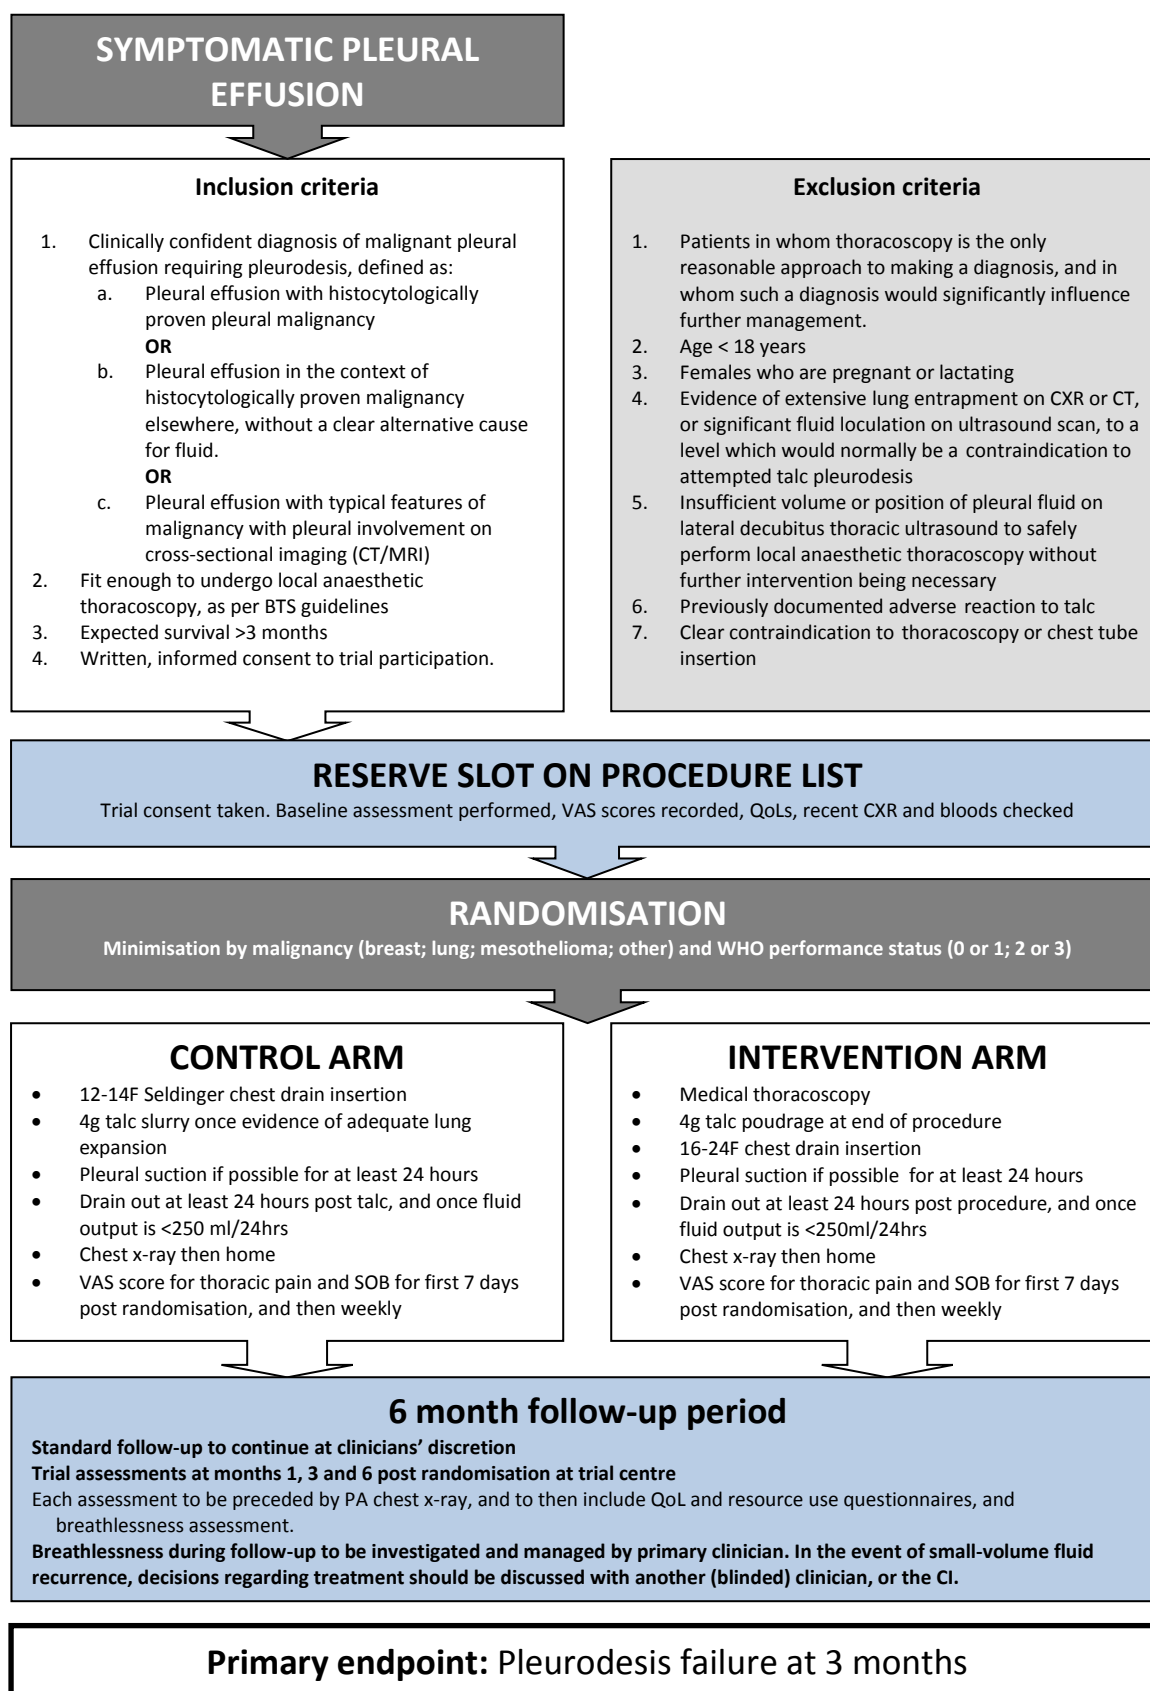 SYMPTOMATIC PLEURAL
EFFUSION
Inclusion criteria
1. Clinically confident diagnosis of malignant pleural
effusion requiring pleurodesis, defined as:
a. Pleural effusion with histocytologically
proven pleural malignancy
OR
b. Pleural effusion in the context of
histocytologically proven malignancy
elsewhere, without a clear alternative cause
for fluid.
OR
c. Pleural effusion with typical features of
malignancy with pleural involvement on
cross-sectional imaging (CT/MRI)
2. Fit enough to undergo local anaesthetic
thoracoscopy, as per BTS guidelines
3. Expected survival >3 months
4. Written, informed consent to trial participation.
Exclusion criteria
1. Patients in whom thoracoscopy is the only
reasonable approach to making a diagnosis, and in
whom such a diagnosis would significantly influence
further management.
2. Age < 18 years
3. Females who are pregnant or lactating
4. Evidence of extensive lung entrapment on CXR or CT,
or significant fluid loculation on ultrasound scan, to a
level which would normally be a contraindication to
attempted talc pleurodesis
5. Insufficient volume or position of pleural fluid on
lateral decubitus thoracic ultrasound to safely
perform local anaesthetic thoracoscopy without
further intervention being necessary
6. Previously documented adverse reaction to talc
7. Clear contraindication to thoracoscopy or chest tube
insertion
RESERVE SLOT ON PROCEDURE LIST
Trial consent taken. Baseline assessment performed, VAS scores recorded, QoLs, recent CXR and bloods checked
RANDOMISATION
Minimisation by malignancy (breast; lung; mesothelioma; other) and WHO performance status (0 or 1; 2 or 3)
CONTROL ARM
• 12-14F Seldinger chest drain insertion
• 4g talc slurry once evidence of adequate lung
expansion
• Pleural suction if possible for at least 24 hours
• Drain out at least 24 hours post talc, and once fluid
output is <250 ml/24hrs
• Chest x-ray then home
• VAS score for thoracic pain and SOB for first 7 days
post randomisation, and then weekly
INTERVENTION ARM
• Medical thoracoscopy
• 4g talc poudrage at end of procedure
• 16-24F chest drain insertion
• Pleural suction if possible for at least 24 hours
• Drain out at least 24 hours post procedure, and once
fluid output is <250ml/24hrs
• Chest x-ray then home
• VAS score for thoracic pain and SOB for first 7 days
post randomisation, and then weekly
6 month follow-up period
Standard follow-up to continue at clinicians' discretion
Trial assessments at months 1, 3 and 6 post randomisation at trial centre
Each assessment to be preceded by PA chest x-ray, and to then include QoL and resource use questionnaires, and
breathlessness assessment.
Breathlessness during follow-up to be investigated and managed by primary clinician. In the event of small-volume fluid
recurrence, decisions regarding treatment should be discussed with another (blinded) clinician, or the CI.
Primary endpoint: Pleurodesis failure at 3 months